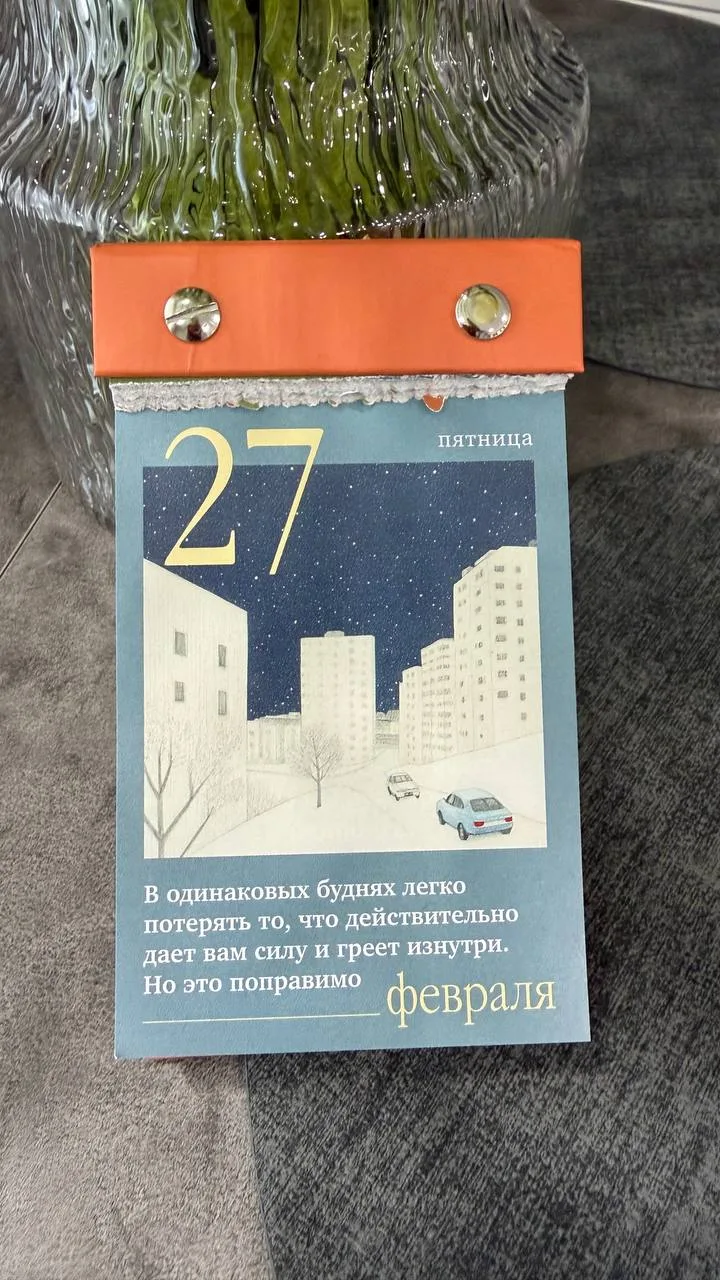 27
пятница
В одинаковых буднях легко
потерять то, что действительно
дает вам силу и греет изнутри.
Но это поправимо
февраля